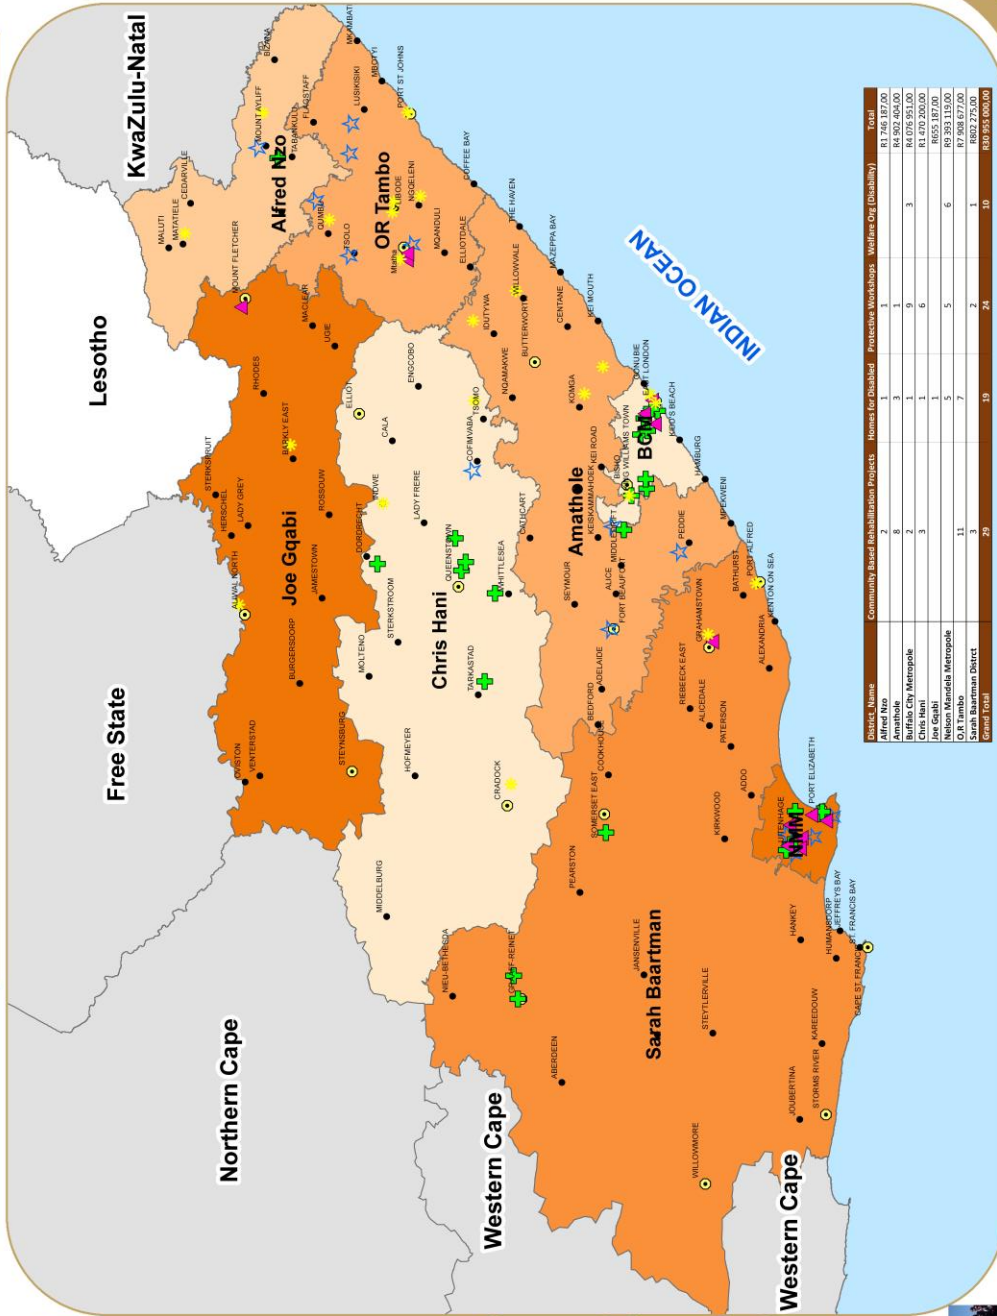 Northern Cape
Free State
Lesotho
KwaZulu-Natal
Western Cape
Western Cape
INDIAN OCEAN
Joe Gqabi
Alfred Nzo
OR Tambo
Chris Hani
Amathole
BCM
Sarah Baartman
NMM
MALUTI
MATATIELE
CEDARVILLE
MOUNT FLETCHER
MOUNT AYLIFF
BIZANA
TABANKULU
FLAGSTAFF
MKAMBATI
MBOTYI
LUSIKISIKI
PORT ST JOHNS
QUMBU
TSOLO
LIBODE
NGQELENI
Mtatha
MQANDULI
COFFEE BAY
ELLIOTDALE
THE HAVEN
STERKSPRUIT
HERSCHEL
LADY GREY
RHODES
ALIWAL NORTH
BARKLY EAST
MACLEAR
UGIE
ROSSOUW
JAMESTOWN
BURGERSDORP
OVISTON
VENTERSTAD
STEYNSBURG
ELLIOT
INDWE
DORDRECHT
CALA
ENGCOBO
MOLTENO
STERKSTROOM
LADY FRERE
HOFMEYER
MIDDELBURG
QUEENSTOWN
COFIMVABA
TSOMO
WHITTLESEA
TARKASTAD
CRADOCK
CATHCART
IDUTYWA
WILLOWVALE
NQAMAKWE
BUTTERWORTH
MAZEPPA BAY
CENTANE
KEI MOUTH
KOMGA
KEI ROAD
KEISKAMMAHOEK
SEYMOUR
BISHO
KING WILLIAMS TOWN
GONUBIE
EAST LONDON
KIDD'S BEACH
HAMBURG
MIDDLEDRIFT
ALICE
FORT BEAUFORT
PEDDIE
MPEKWENI
ADELAIDE
BEDFORD
COOKHOUSE
SOMERSET EAST
PEARSTON
NIEU-BETHESDA
GRAAFF-REINET
ABERDEEN
JANSENVILLE
STEYTLERVILLE
WILLOWMORE
RIEBEECK EAST
ALICEDALE
GRAHAMSTOWN
BATHURST
PORT ALFRED
KENTON ON SEA
ALEXANDRIA
PATERSON
ADDO
KIRKWOOD
UITENHAGE
PORT ELIZABETH
HANKEY
HUMANSDORP
JEFFREYS BAY
ST. FRANCIS BAY
CAPE ST. FRANCIS
KAREEDOUW
STORMS RIVER
JOUBERTINA
District_Name Community Based Rehabilitation Projects Homes for Disabled Protective Workshops Welfare Org (Disability) Total
Alfred Nzo 2 1 1 R1 746 187,00
Amathole 8 3 1 R4 902 404,00
Buffalo City Metropole 2 1 9 3 R4 076 951,00
Chris Hani 3 1 6 R1 470 200,00
Joe Gqabi 1 R655 187,00
Nelson Mandela Metropole 5 5 6 R9 393 119,00
O,R Tambo 11 7 R7 908 677,00
Sarah Baartman Distrct 3 2 1 R802 275,00
Grand Total 29 19 24 10 R30 955 000,00